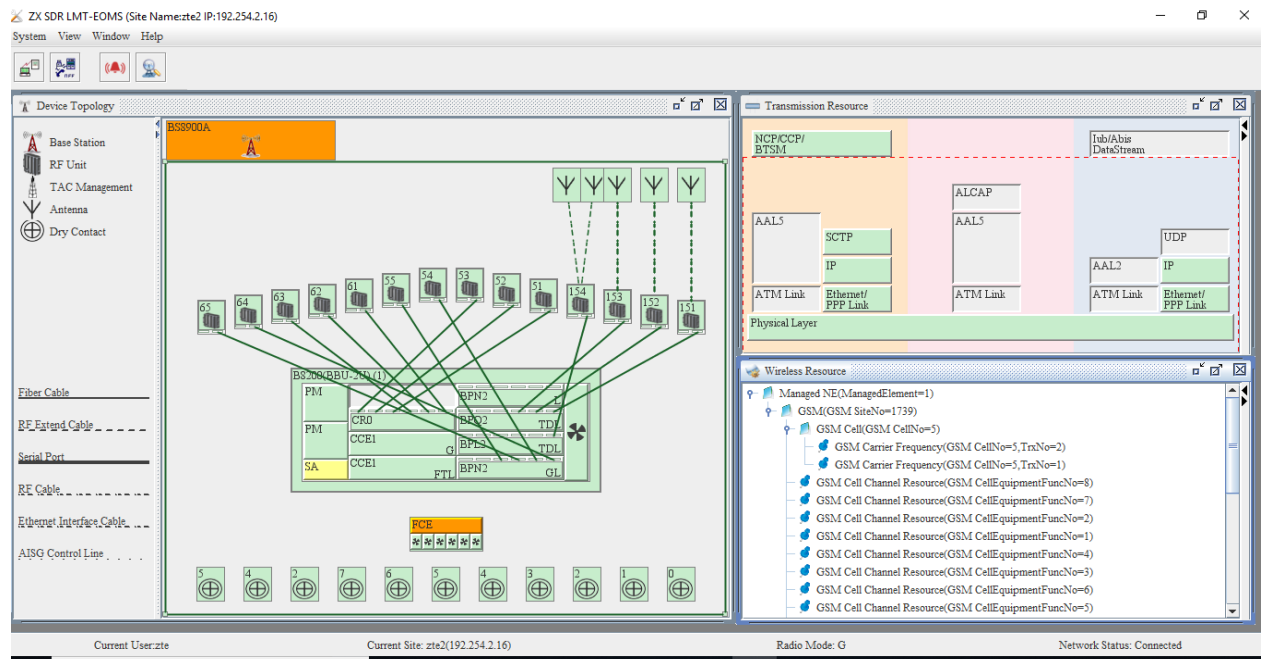 ZX SDR LMT-EOMS (Site Name:zte2 IP:192.254.2.16)
System View Window Help
OFF
Device Topology
Base Station
RF Unit
TAC Management
Antenna
Dry Contact
Fiber Cable
RF Extend Cable
Serial Port
RF Cable
Ethernet Interface Cable
AISG Control Line
BS8900A
65
64
63
62
61
55
54
53
52
51
154
153
152
151
BS200(BBU-2U) (1)
PM
PM
SA
CR0
CCE1
G
CCE1
FTL
BPN2
L
BPO2
TDL
BPL3
TDL
BPN2
GL
FCE
5
4
2
7
6
5
4
3
2
1
0
Transmission Resource
NCP/CCP/
BTSM
Iub/Abis
DataStream
ALCAP
AAL5
SCTP
AAL5
UDP
IP
AAL2
IP
ATM Link
Ethernet/
PPP Link
ATM Link
ATM Link
Ethernet/
PPP Link
Physical Layer
Wireless Resource
Managed NE(ManagedElement=1)
GSM(GSM SiteNo=1739)
GSM Cell(GSM CellNo=5)
GSM Carrier Frequency(GSM CellNo=5,TrxNo=2)
GSM Carrier Frequency(GSM CellNo=5,TrxNo=1)
GSM Cell Channel Resource(GSM CellEquipmentFuncNo=8)
GSM Cell Channel Resource(GSM CellEquipmentFuncNo=7)
GSM Cell Channel Resource(GSM CellEquipmentFuncNo=2)
GSM Cell Channel Resource(GSM CellEquipmentFuncNo=1)
GSM Cell Channel Resource(GSM CellEquipmentFuncNo=4)
GSM Cell Channel Resource(GSM CellEquipmentFuncNo=3)
GSM Cell Channel Resource(GSM CellEquipmentFuncNo=6)
GSM Cell Channel Resource(GSM CellEquipmentFuncNo=5)
Current User:zte
Current Site: zte2(192.254.2.16)
Radio Mode: G
Network Status: Connected